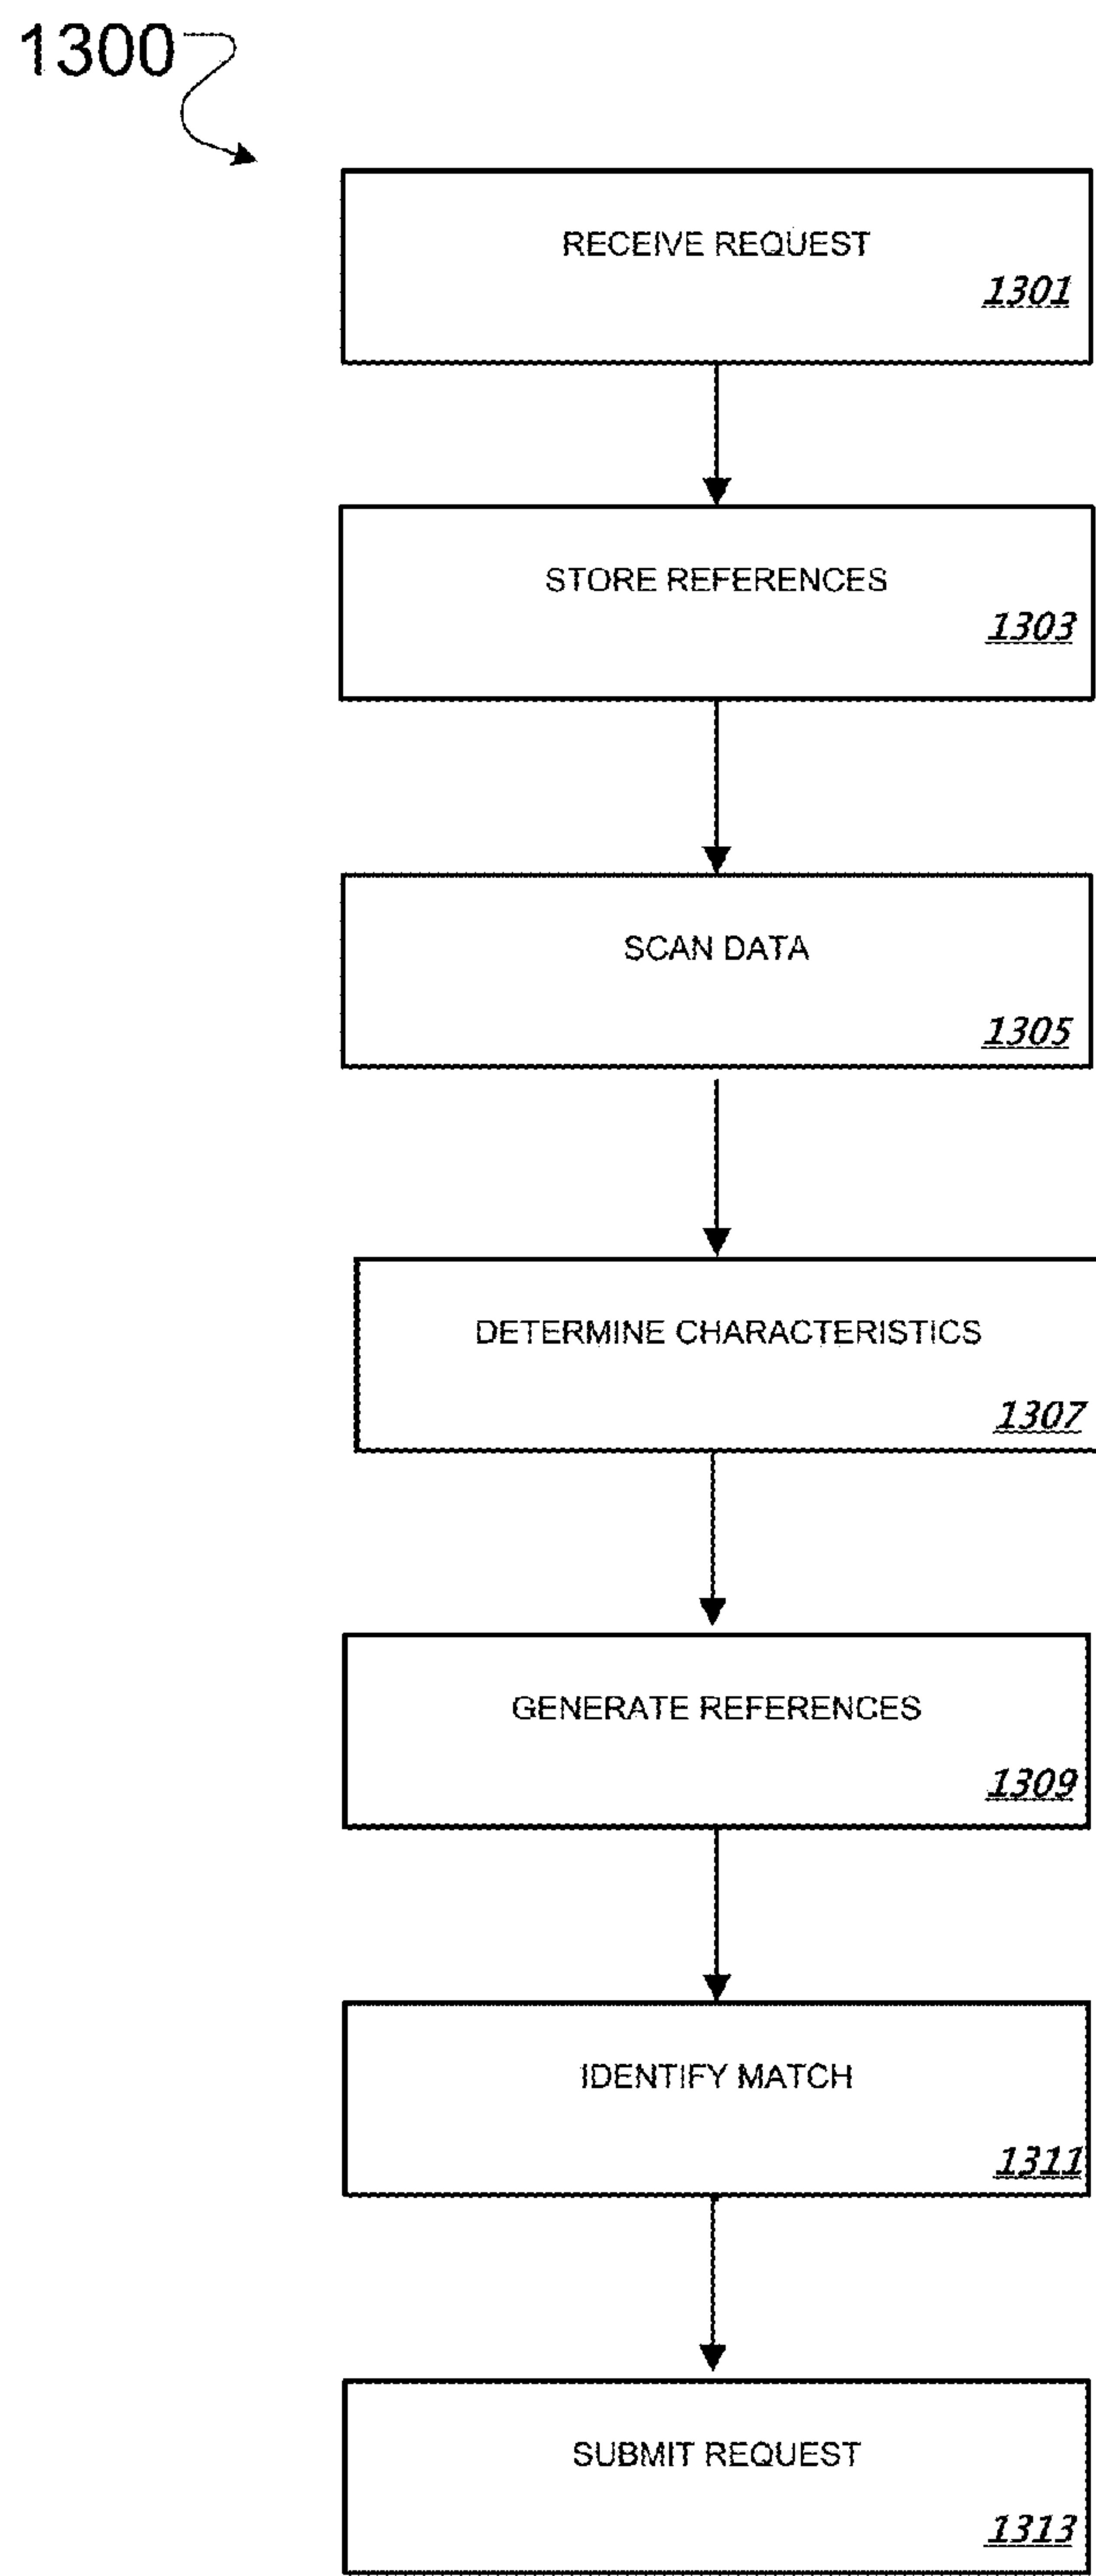 1300
RECEIVE REQUEST
1301
STORE REFERENCES
1303
SCAN DATA
1305
DETERMINE CHARACTERISTICS
1307
GENERATE REFERENCES
1309
IDENTIFY MATCH
1311
SUBMIT REQUEST
1313